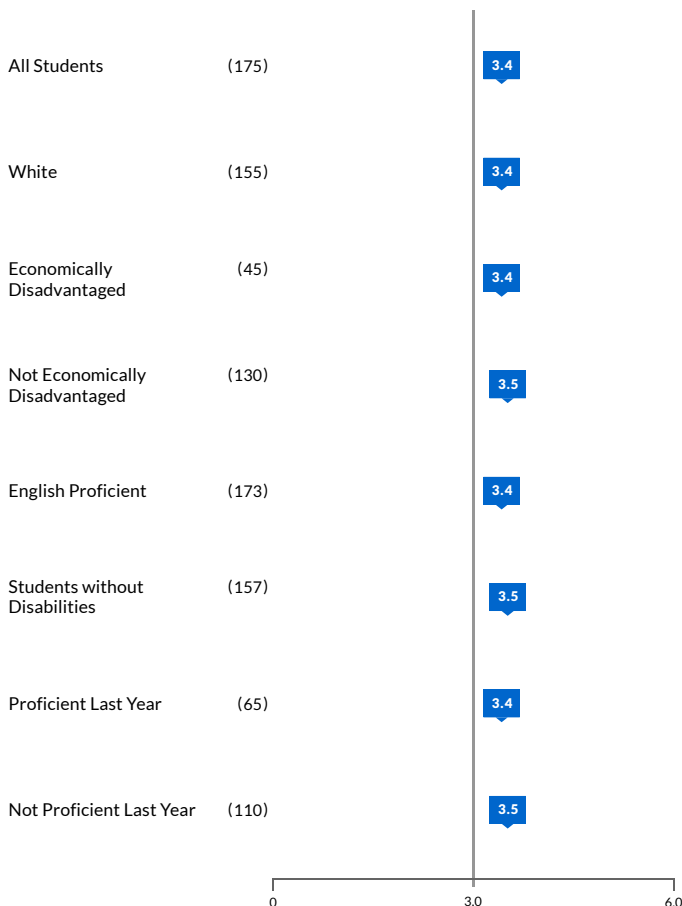 All Students (175) 3.4
White (155) 3.4
Economically (45)
Disadvantaged
3.4
Not Economically (130)
Disadvantaged
3.5
English Proficient (173) 3.4
Students without (157)
Disabilities
3.5
Proficient Last Year (65) 3.4
Not Proficient Last Year (110) 3.5
0 3.0 6.0